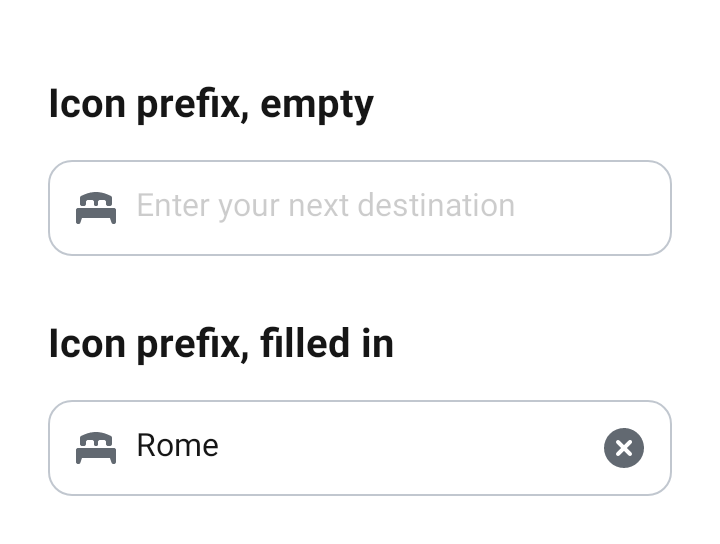 Icon prefix, empty
Enter your next destination
Icon prefix, filled in
Rome